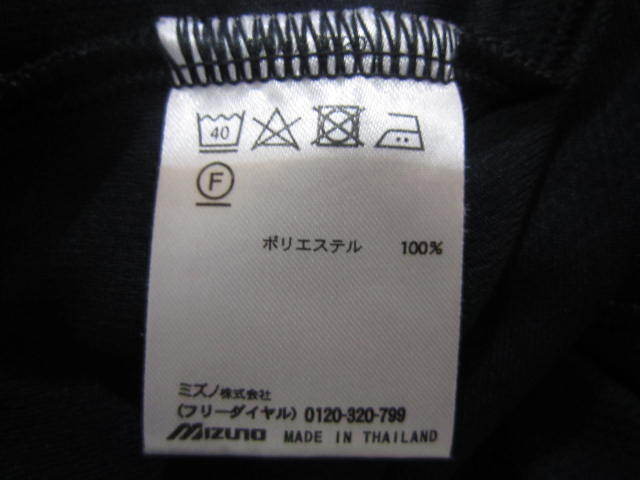 40
F
ポリエステル 100%
ミズノ株式会社
(フリーダイヤル) 0120-320-799
MIZUNO MADE IN THAILAND